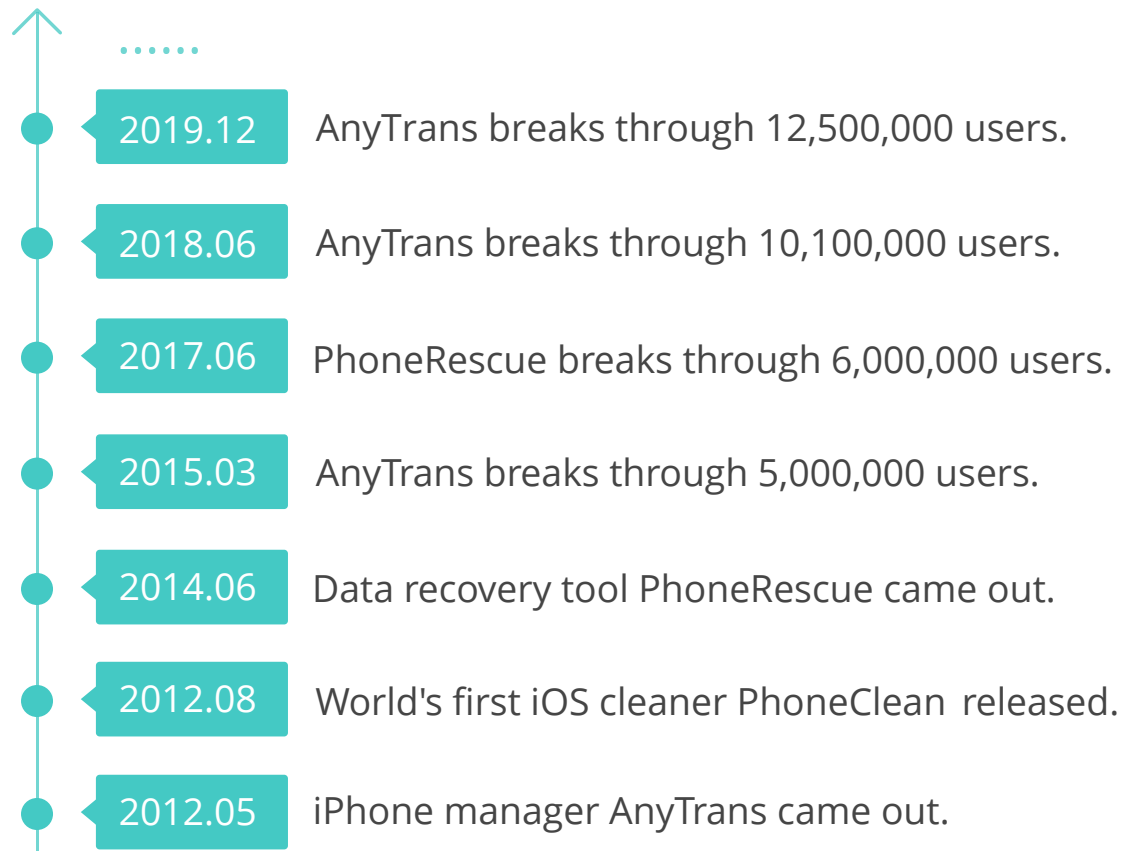 ......
2019.12 AnyTrans breaks through 12,500,000 users.
2018.06 AnyTrans breaks through 10,100,000 users.
2017.06 PhoneRescue breaks through 6,000,000 users.
2015.03 AnyTrans breaks through 5,000,000 users.
2014.06 Data recovery tool PhoneRescue came out.
2012.08 World's first iOS cleaner PhoneClean released.
2012.05 iPhone manager AnyTrans came out.